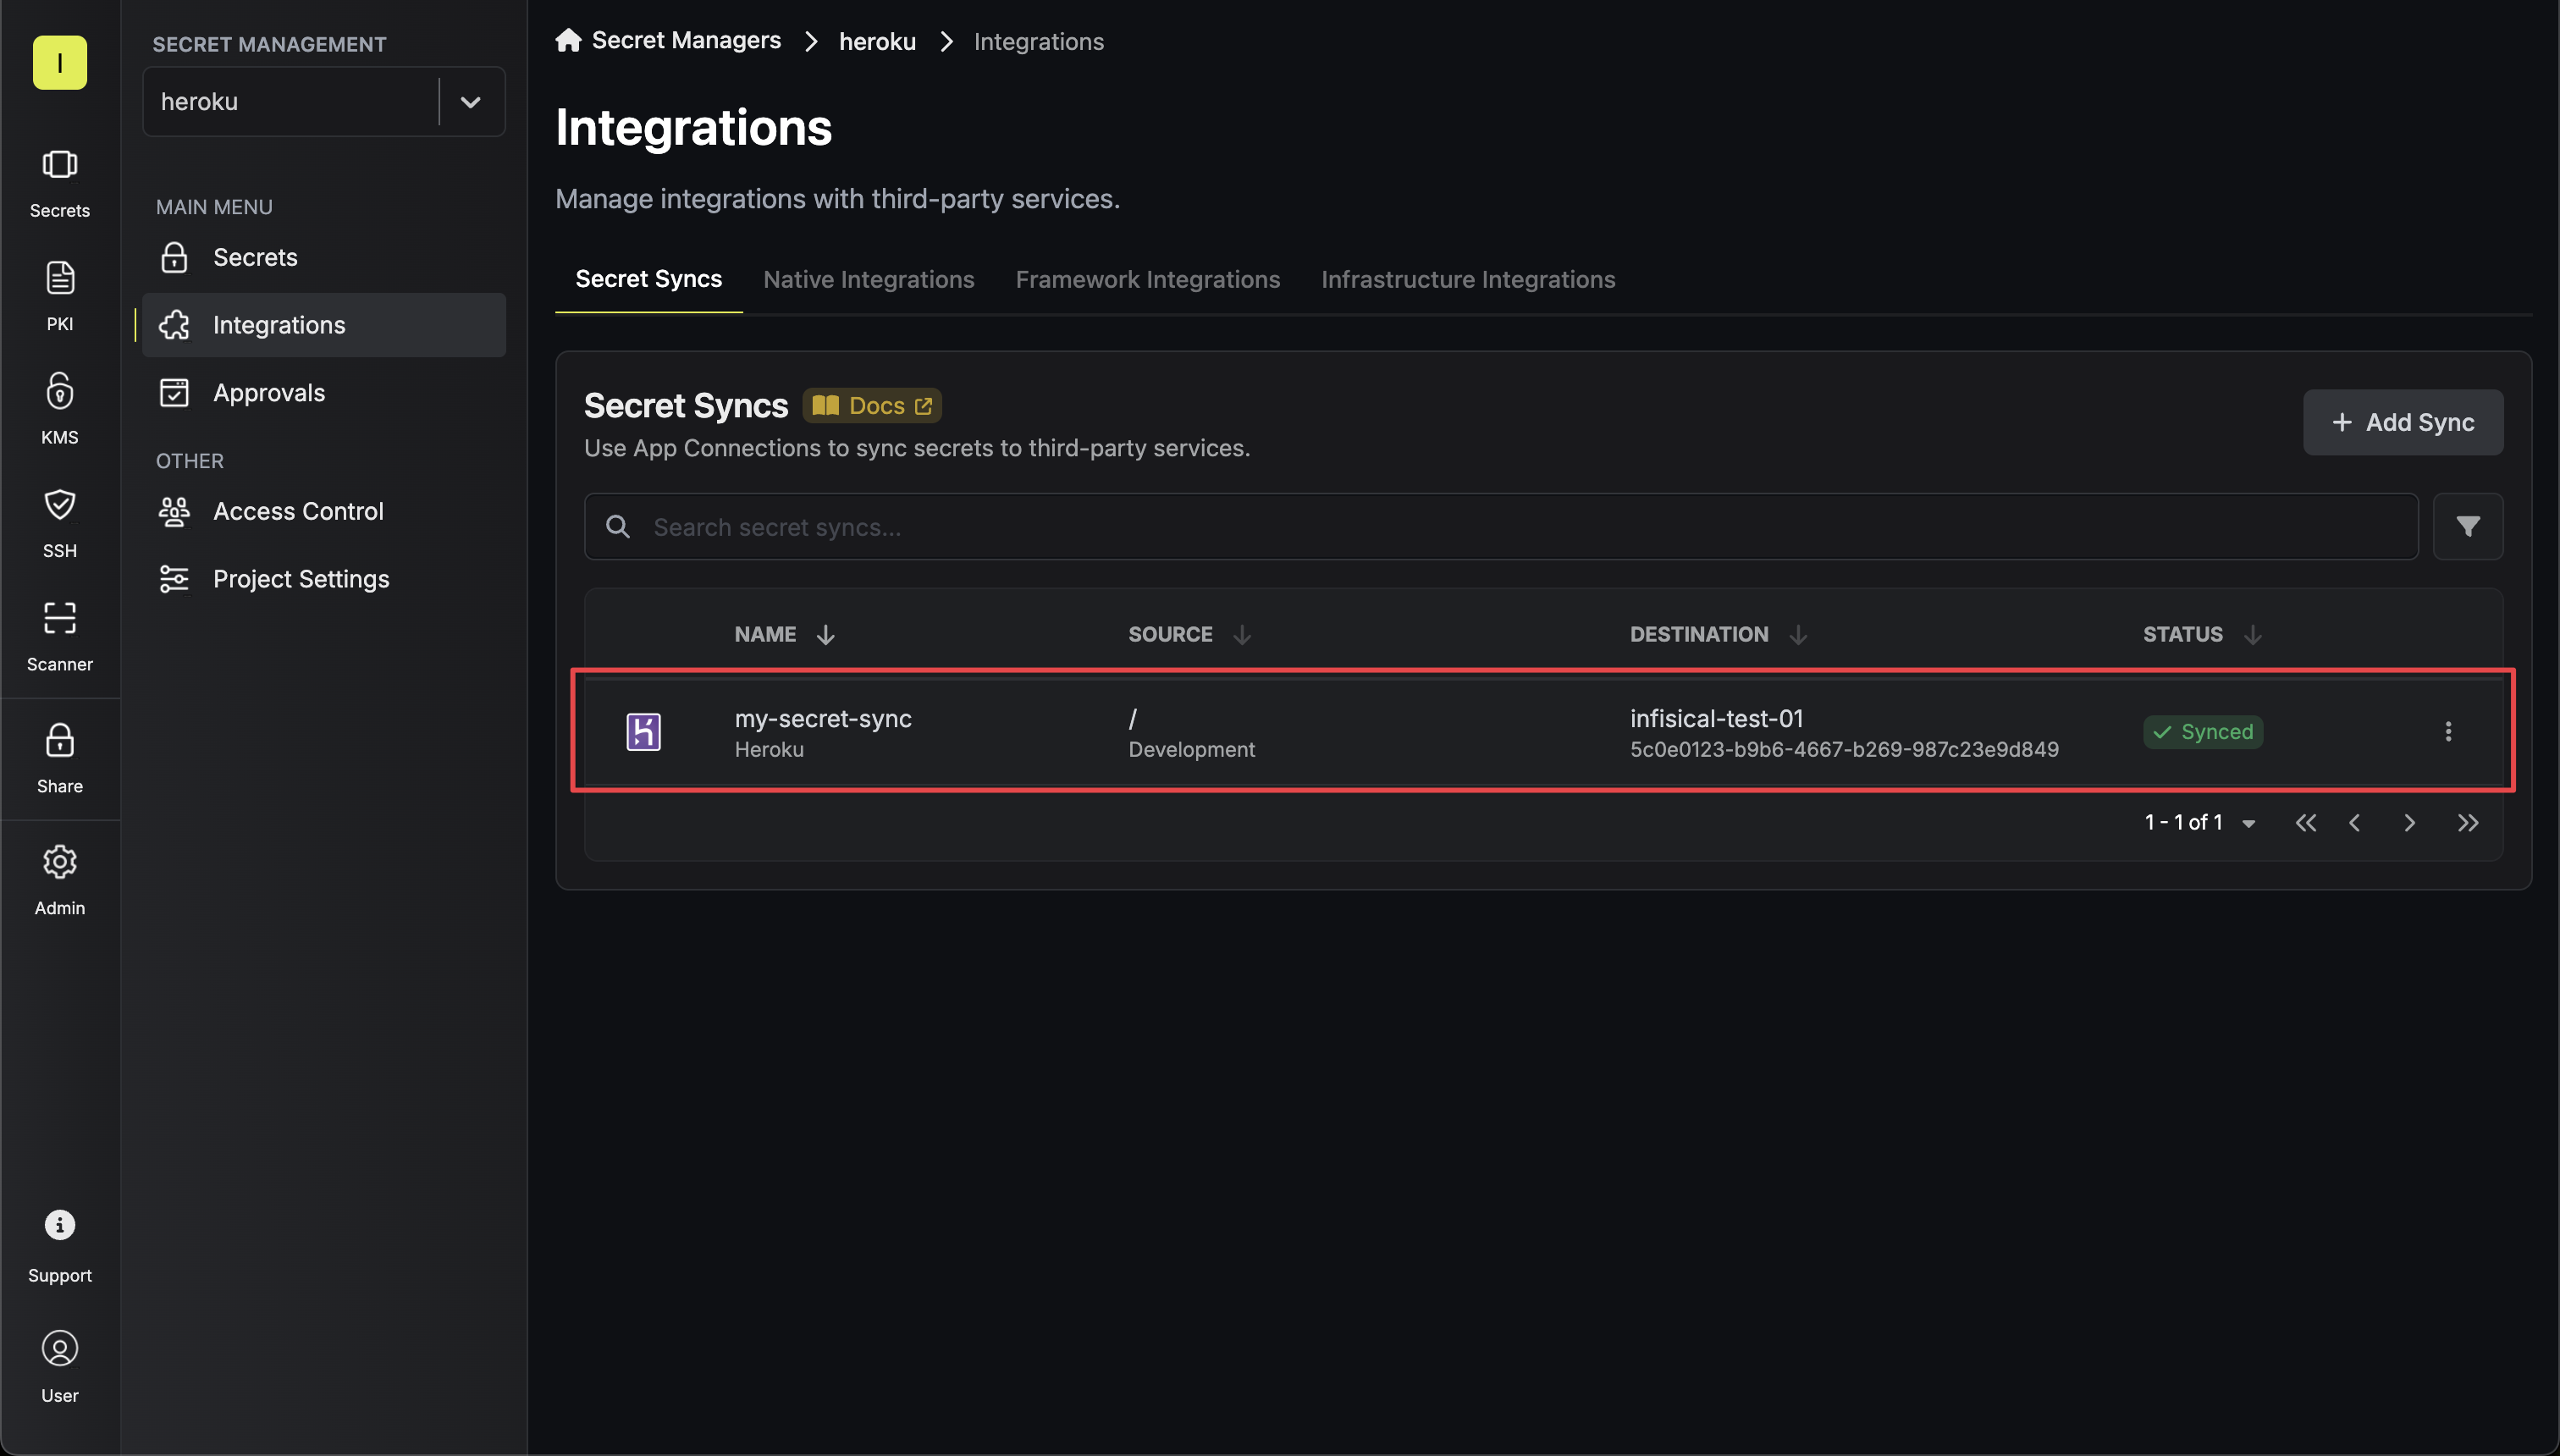 I
Secrets
PKI
KMS
SSH
Scanner
Share
Admin
Support
User
SECRET MANAGEMENT
heroku
MAIN MENU
Secrets
Integrations
Approvals
OTHER
Access Control
Project Settings
Secret Managers heroku Integrations
Integrations
Manage integrations with third-party services.
Secret Syncs Native Integrations Framework Integrations Infrastructure Integrations
Secret Syncs Docs
Use App Connections to sync secrets to third-party services.
Add Sync
Search secret syncs...
NAME SOURCE DESTINATION STATUS
my-secret-sync / infisical-test-01 Synced
Heroku Development 5c0e0123-b9b6-4667-b269-987c23e9d849
1 - 1 of 1